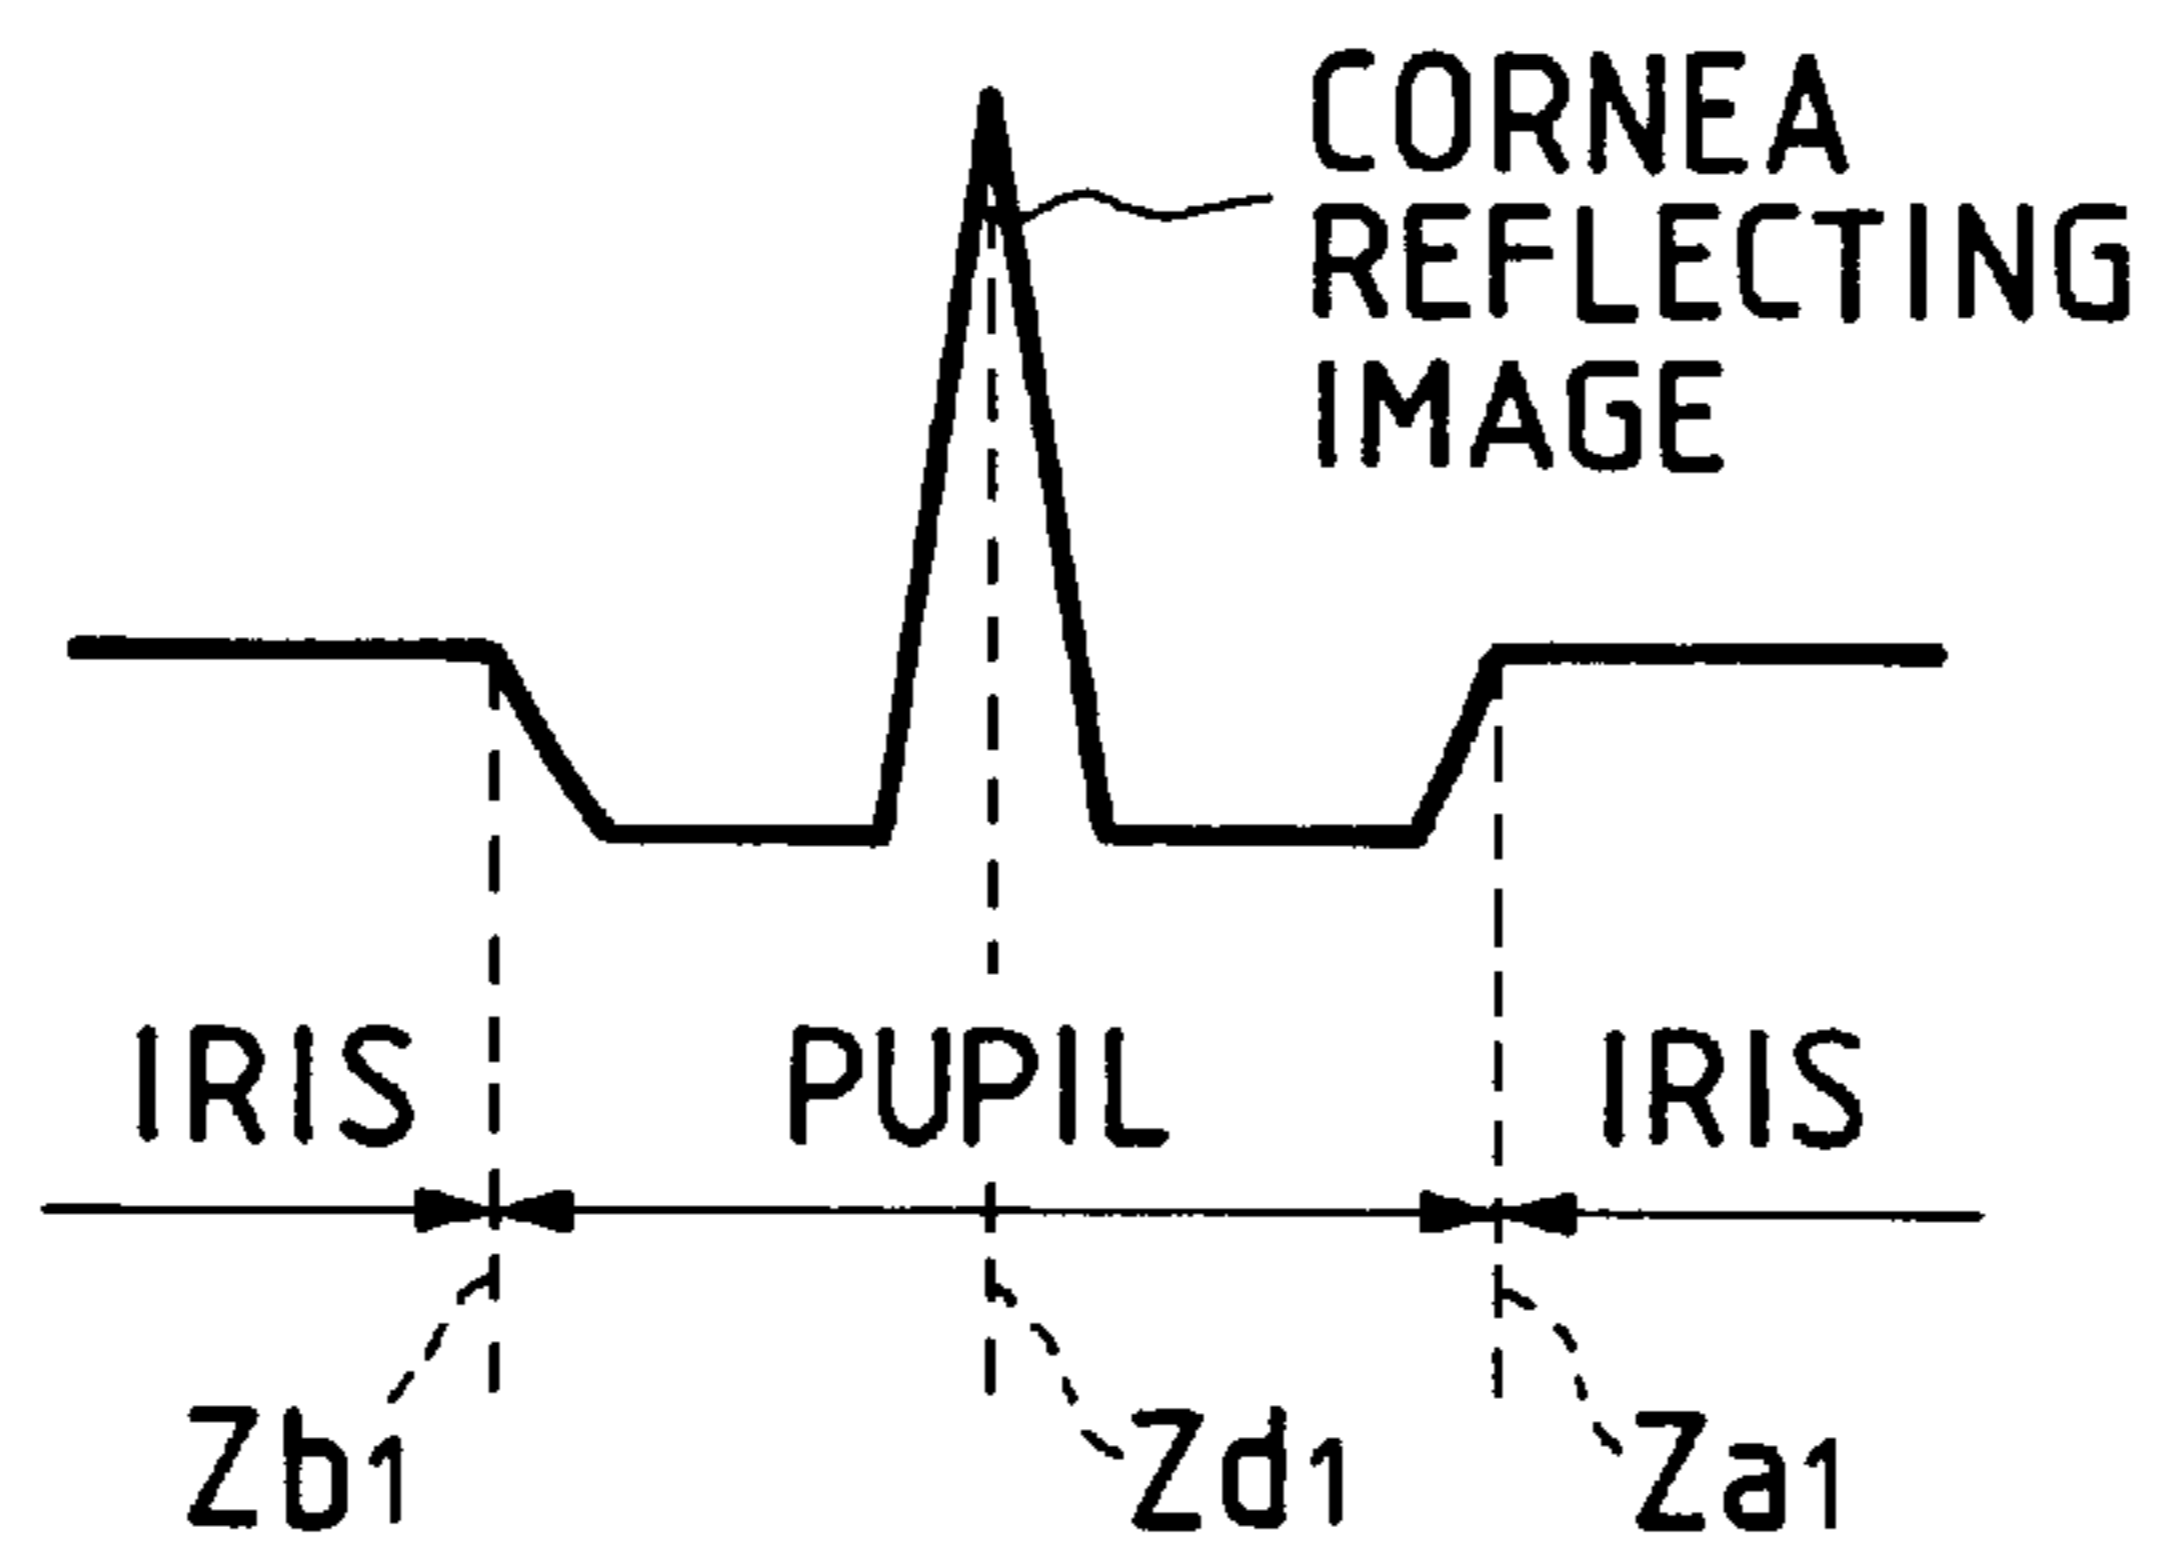 CORNEA
REFLECTING
IMAGE
IRIS PUPIL IRIS
Zb1 Zd1 Za1